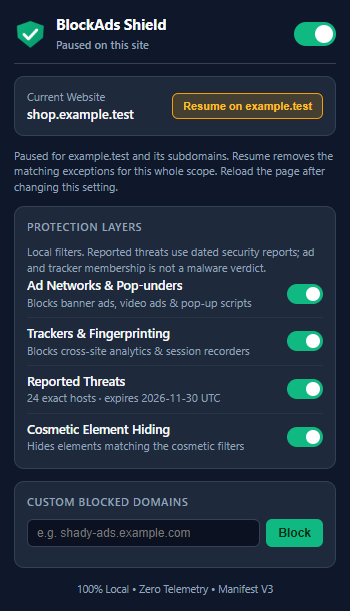 BlockAds Shield
Paused on this site
Current Website
shop.example.test
Resume on example.test
Paused for example.test and its subdomains. Resume removes the
matching exceptions for this whole scope. Reload the page after
changing this setting.
PROTECTION LAYERS
Local filters. Reported threats use dated security reports; ad
and tracker membership is not a malware verdict.
Ad Networks & Pop-unders
Blocks banner ads, video ads & pop-up scripts
Trackers & Fingerprinting
Blocks cross-site analytics & session recorders
Reported Threats
24 exact hosts · expires 2026-11-30 UTC
Cosmetic Element Hiding
Hides elements matching the cosmetic filters
CUSTOM BLOCKED DOMAINS
e.g. shady-ads.example.com
Block
100% Local • Zero Telemetry • Manifest V3